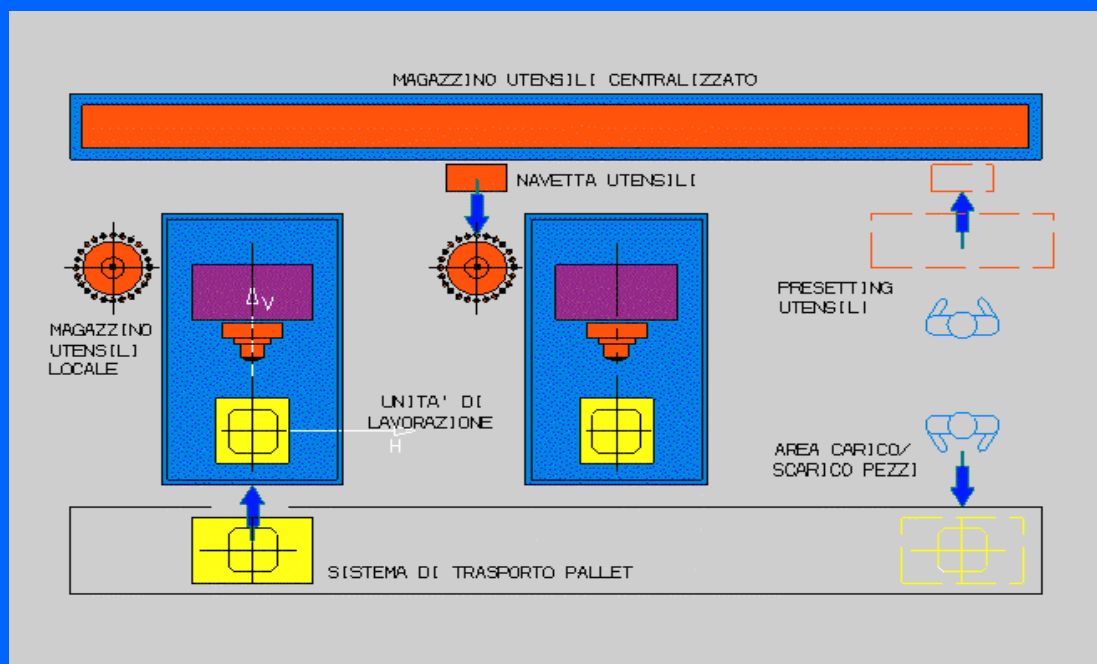 MAGAZZINO UTENSILI CENTRALIZZATO
NAVETTA UTENSILI
V
PRESETTING
UTENSILI
MAGAZZINO
UTENSILI
LOCALE
UNITA' DI
LAVORAZIONE
H
AREA CARICO/
SCARICO PEZZI
SISTEMA DI TRASPORTO PALLET